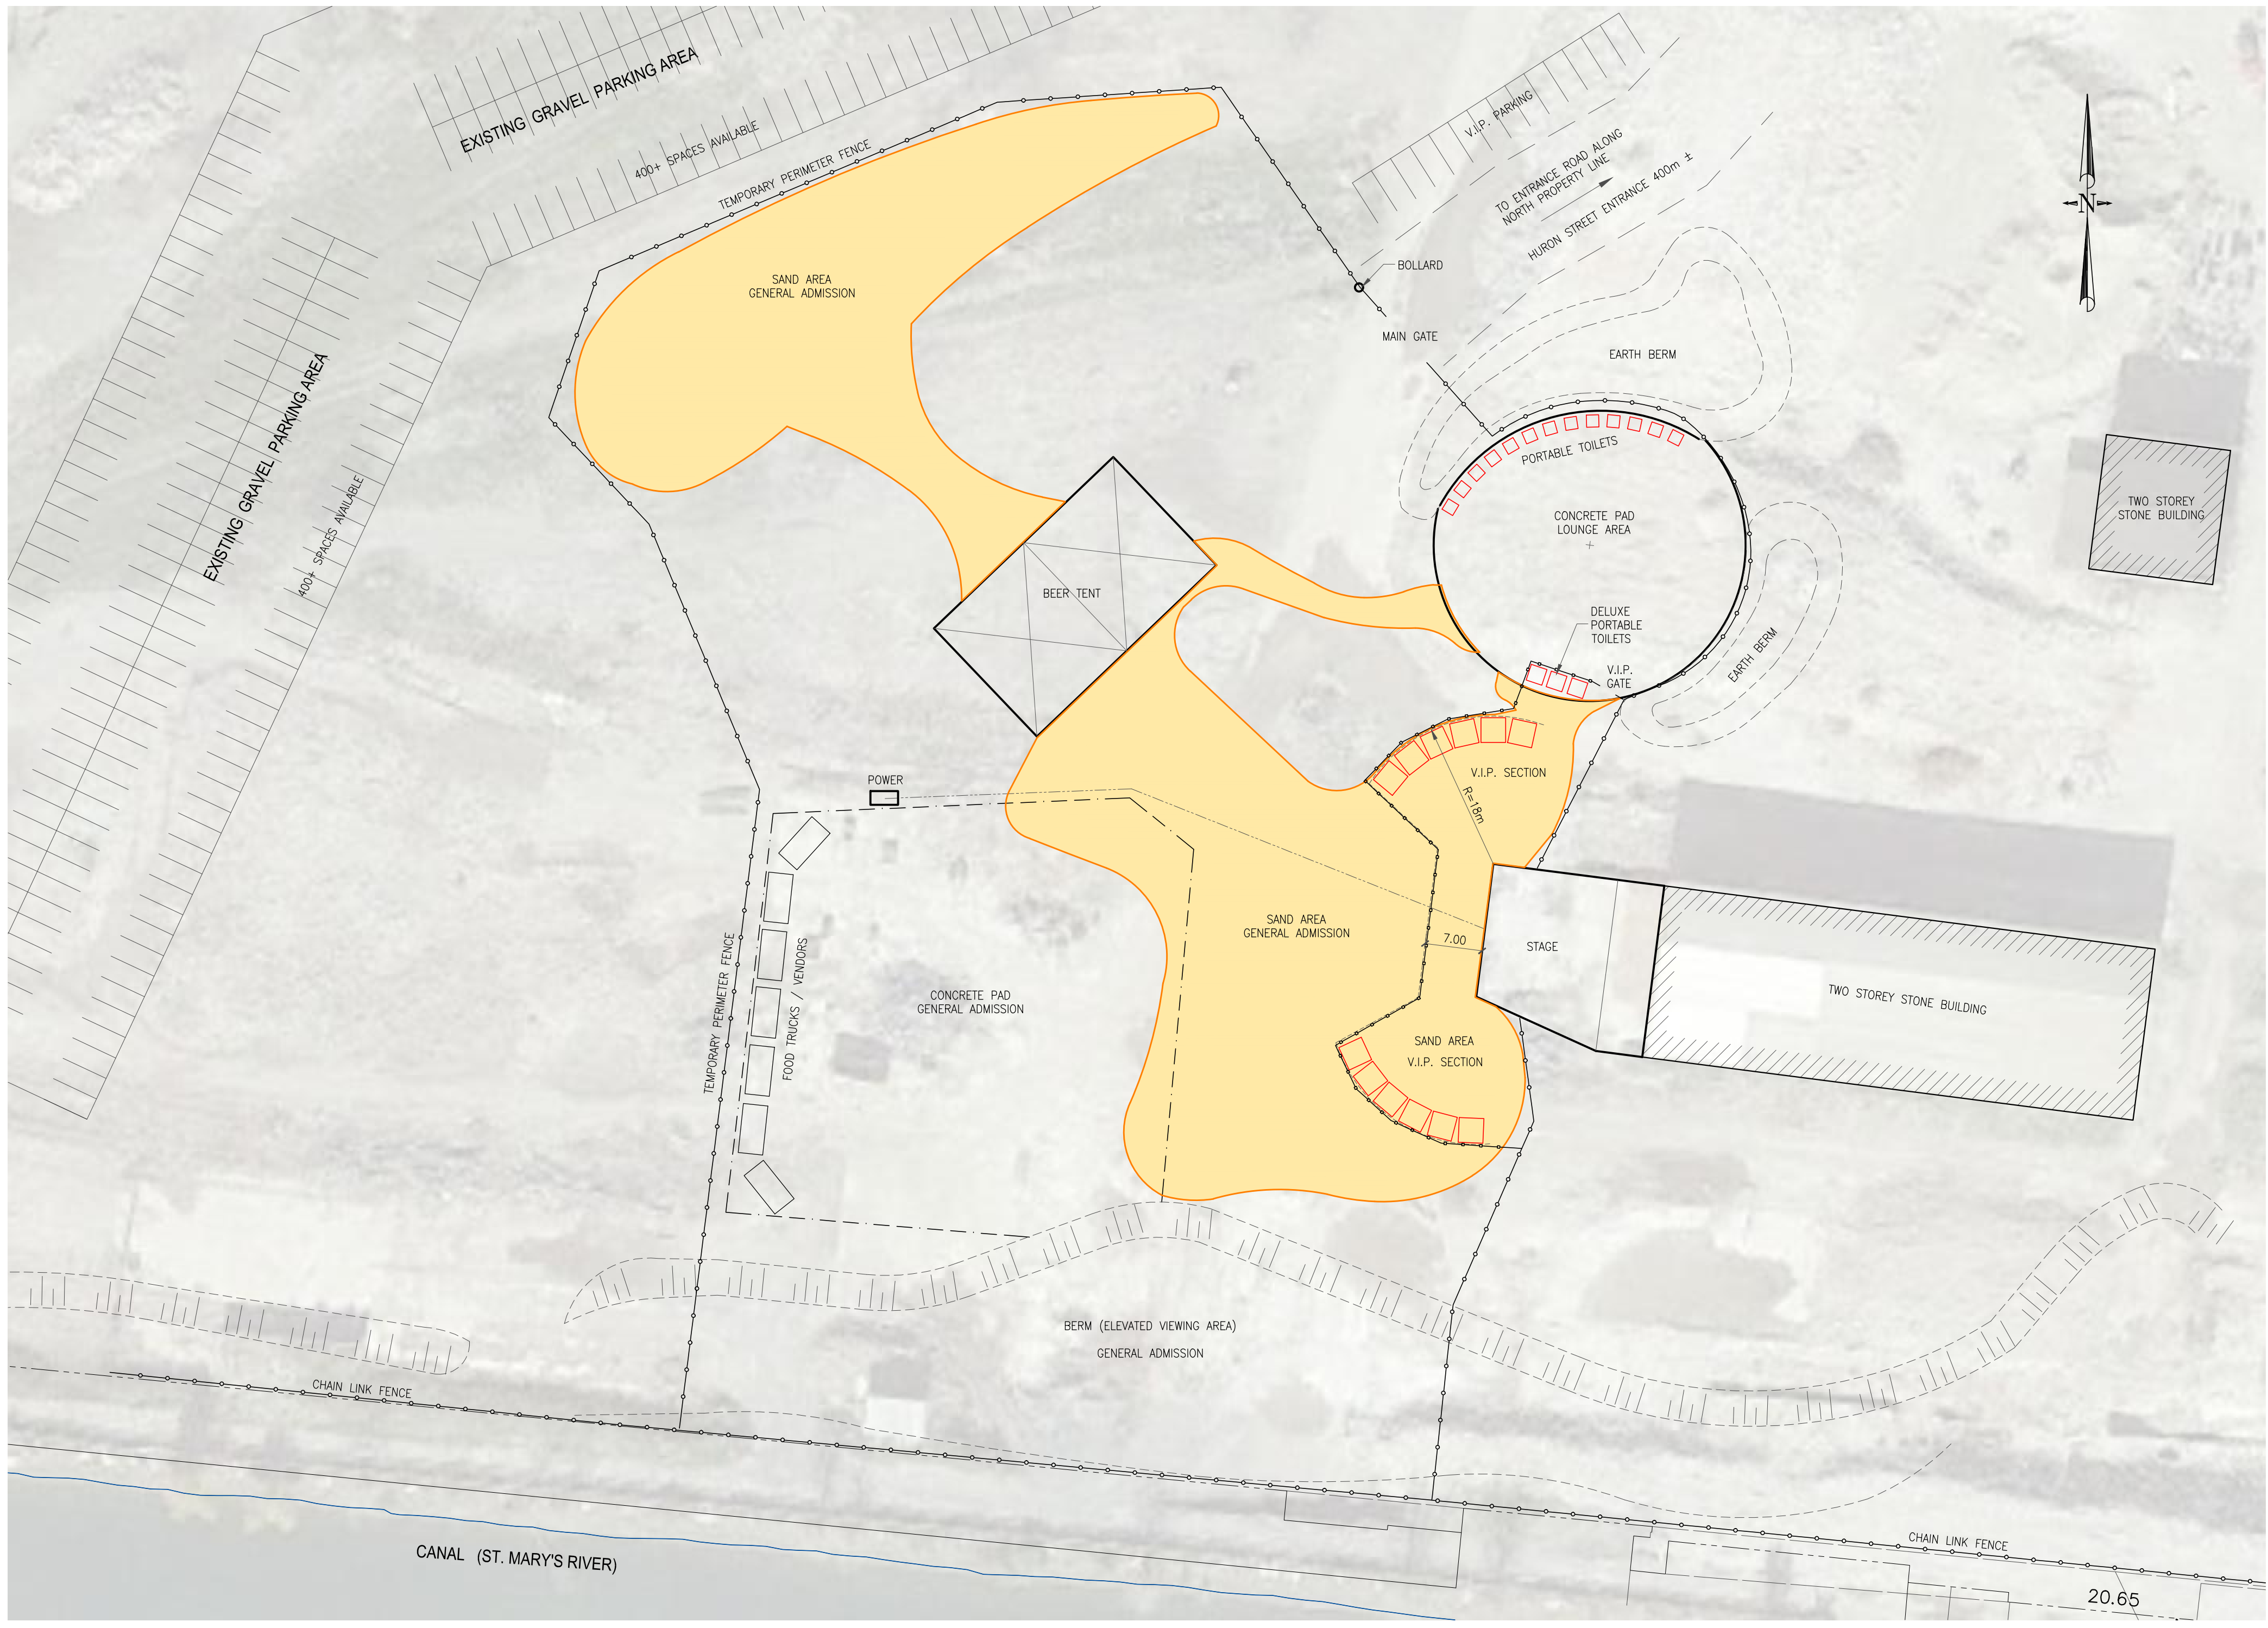 EXISTING GRAVEL PARKING AREA
400+ SPACES AVAILABLE
TEMPORARY PERIMETER FENCE
V.I.P. PARKING
TO ENTRANCE ROAD ALONG
NORTH PROPERTY LINE
HURON STREET ENTRANCE 400m ±
N
BOLLARD
SAND AREA
GENERAL ADMISSION
MAIN GATE
EARTH BERM
EXISTING GRAVEL PARKING AREA
400+ SPACES AVAILABLE
PORTABLE TOILETS
CONCRETE PAD
LOUNGE AREA
TWO STOREY
STONE BUILDING
BEER TENT
DELUXE
PORTABLE
TOILETS
V.I.P.
GATE
EARTH BERM
POWER
V.I.P. SECTION
R=18m
SAND AREA
GENERAL ADMISSION
7.00
STAGE
TWO STOREY STONE BUILDING
TEMPORARY PERIMETER FENCE
FOOD TRUCKS / VENDORS
CONCRETE PAD
GENERAL ADMISSION
SAND AREA
V.I.P. SECTION
BERM (ELEVATED VIEWING AREA)
GENERAL ADMISSION
CHAIN LINK FENCE
CANAL (ST. MARY'S RIVER)
CHAIN LINK FENCE
20.65